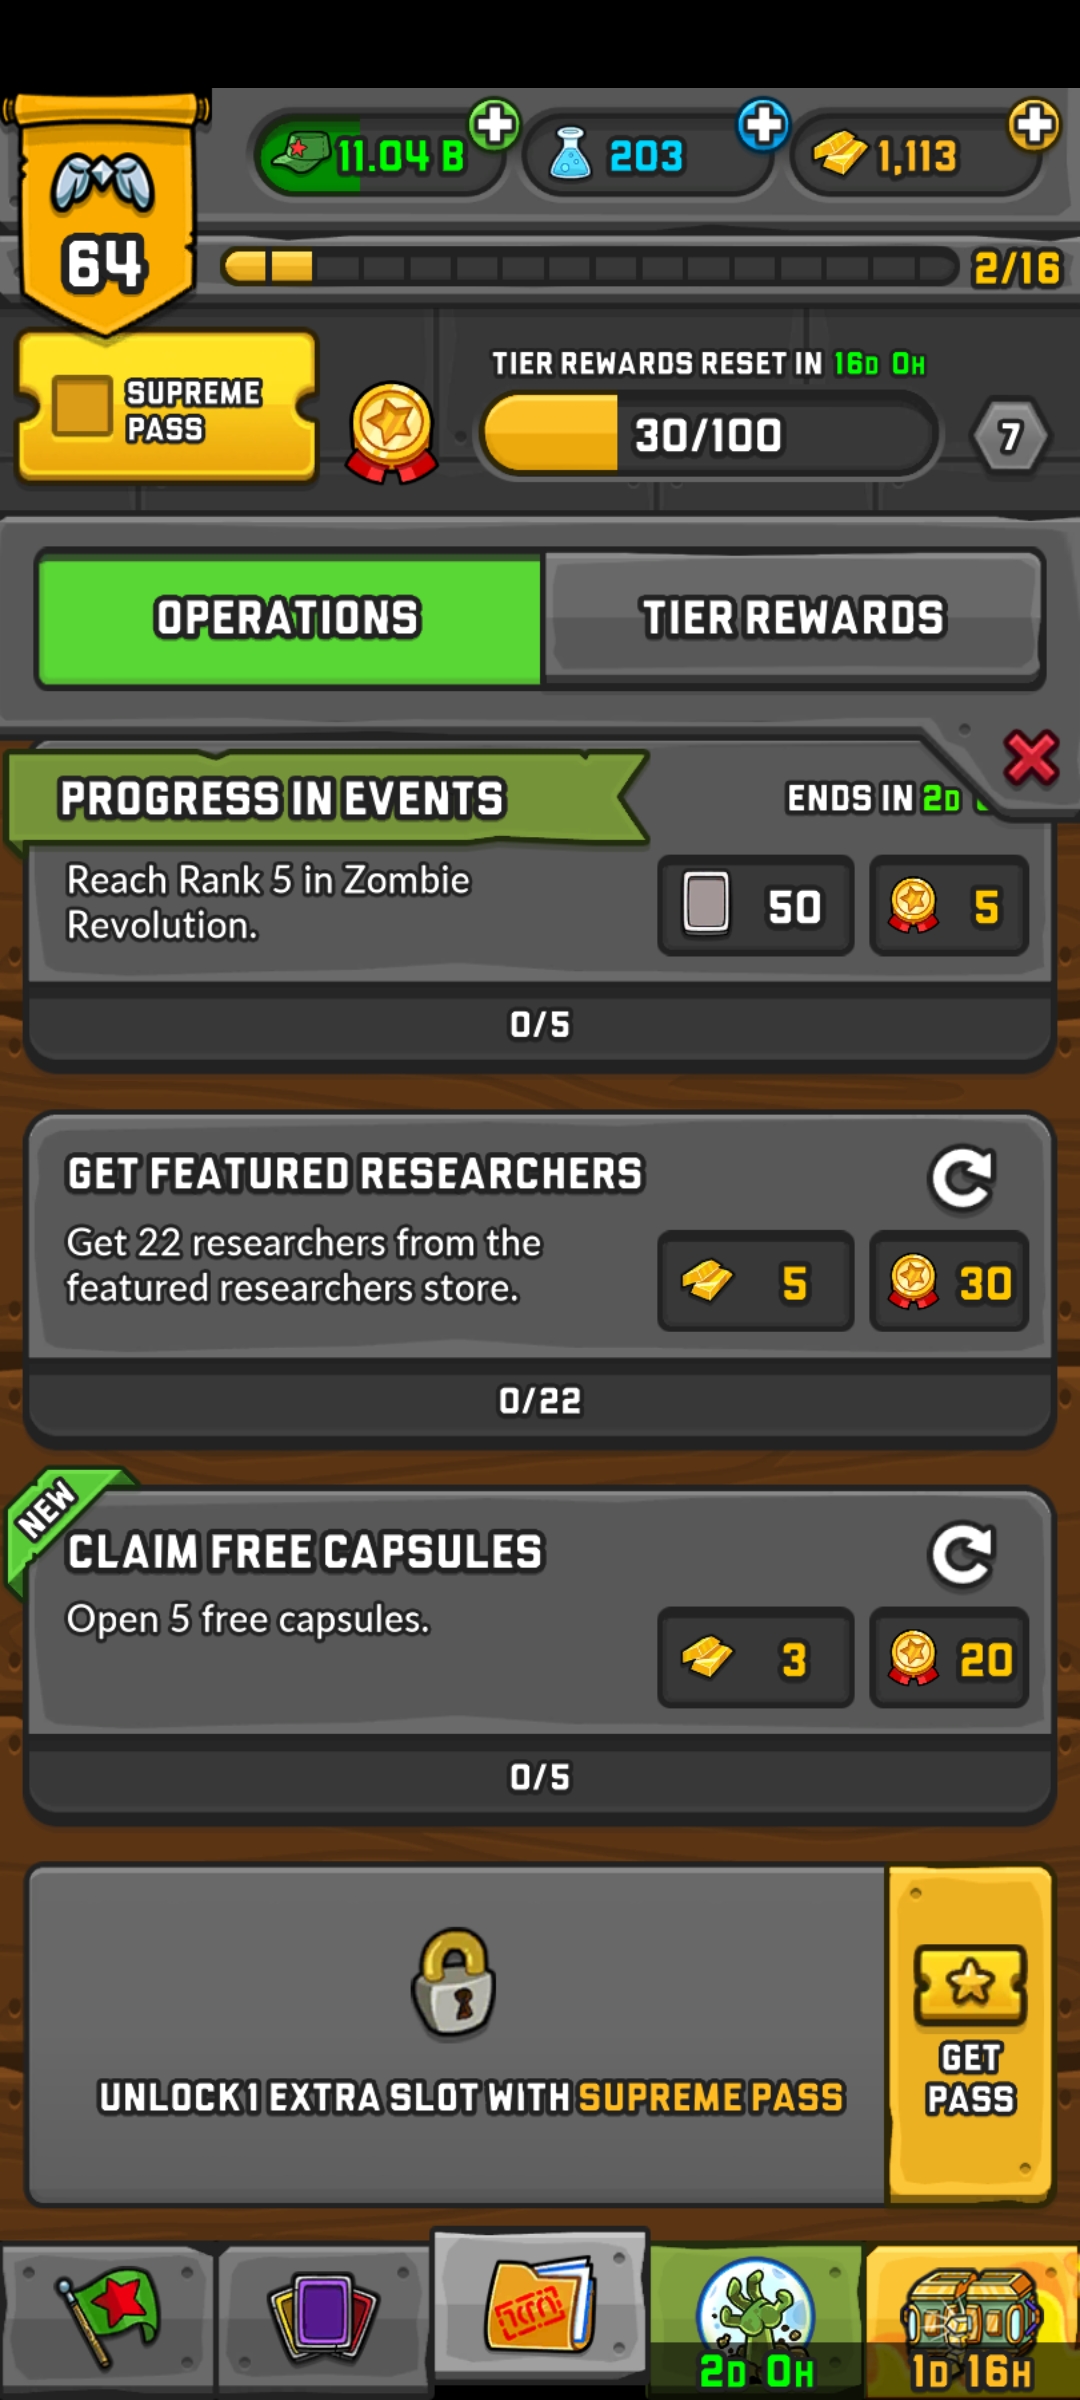 11.04 B
203
1,113
64
2/16
SUPREME
PASS
TIER REWARDS RESET IN 16D 0H
30/100
7
OPERATIONS
TIER REWARDS
PROGRESS IN EVENTS
ENDS IN 2D
Reach Rank 5 in Zombie
Revolution.
50
5
0/5
GET FEATURED RESEARCHERS
Get 22 researchers from the
featured researchers store.
5
30
0/22
NEW
CLAIM FREE CAPSULES
Open 5 free capsules.
3
20
0/5
UNLOCK 1 EXTRA SLOT WITH SUPREME PASS
GET
PASS
2D 0H
1D 16H